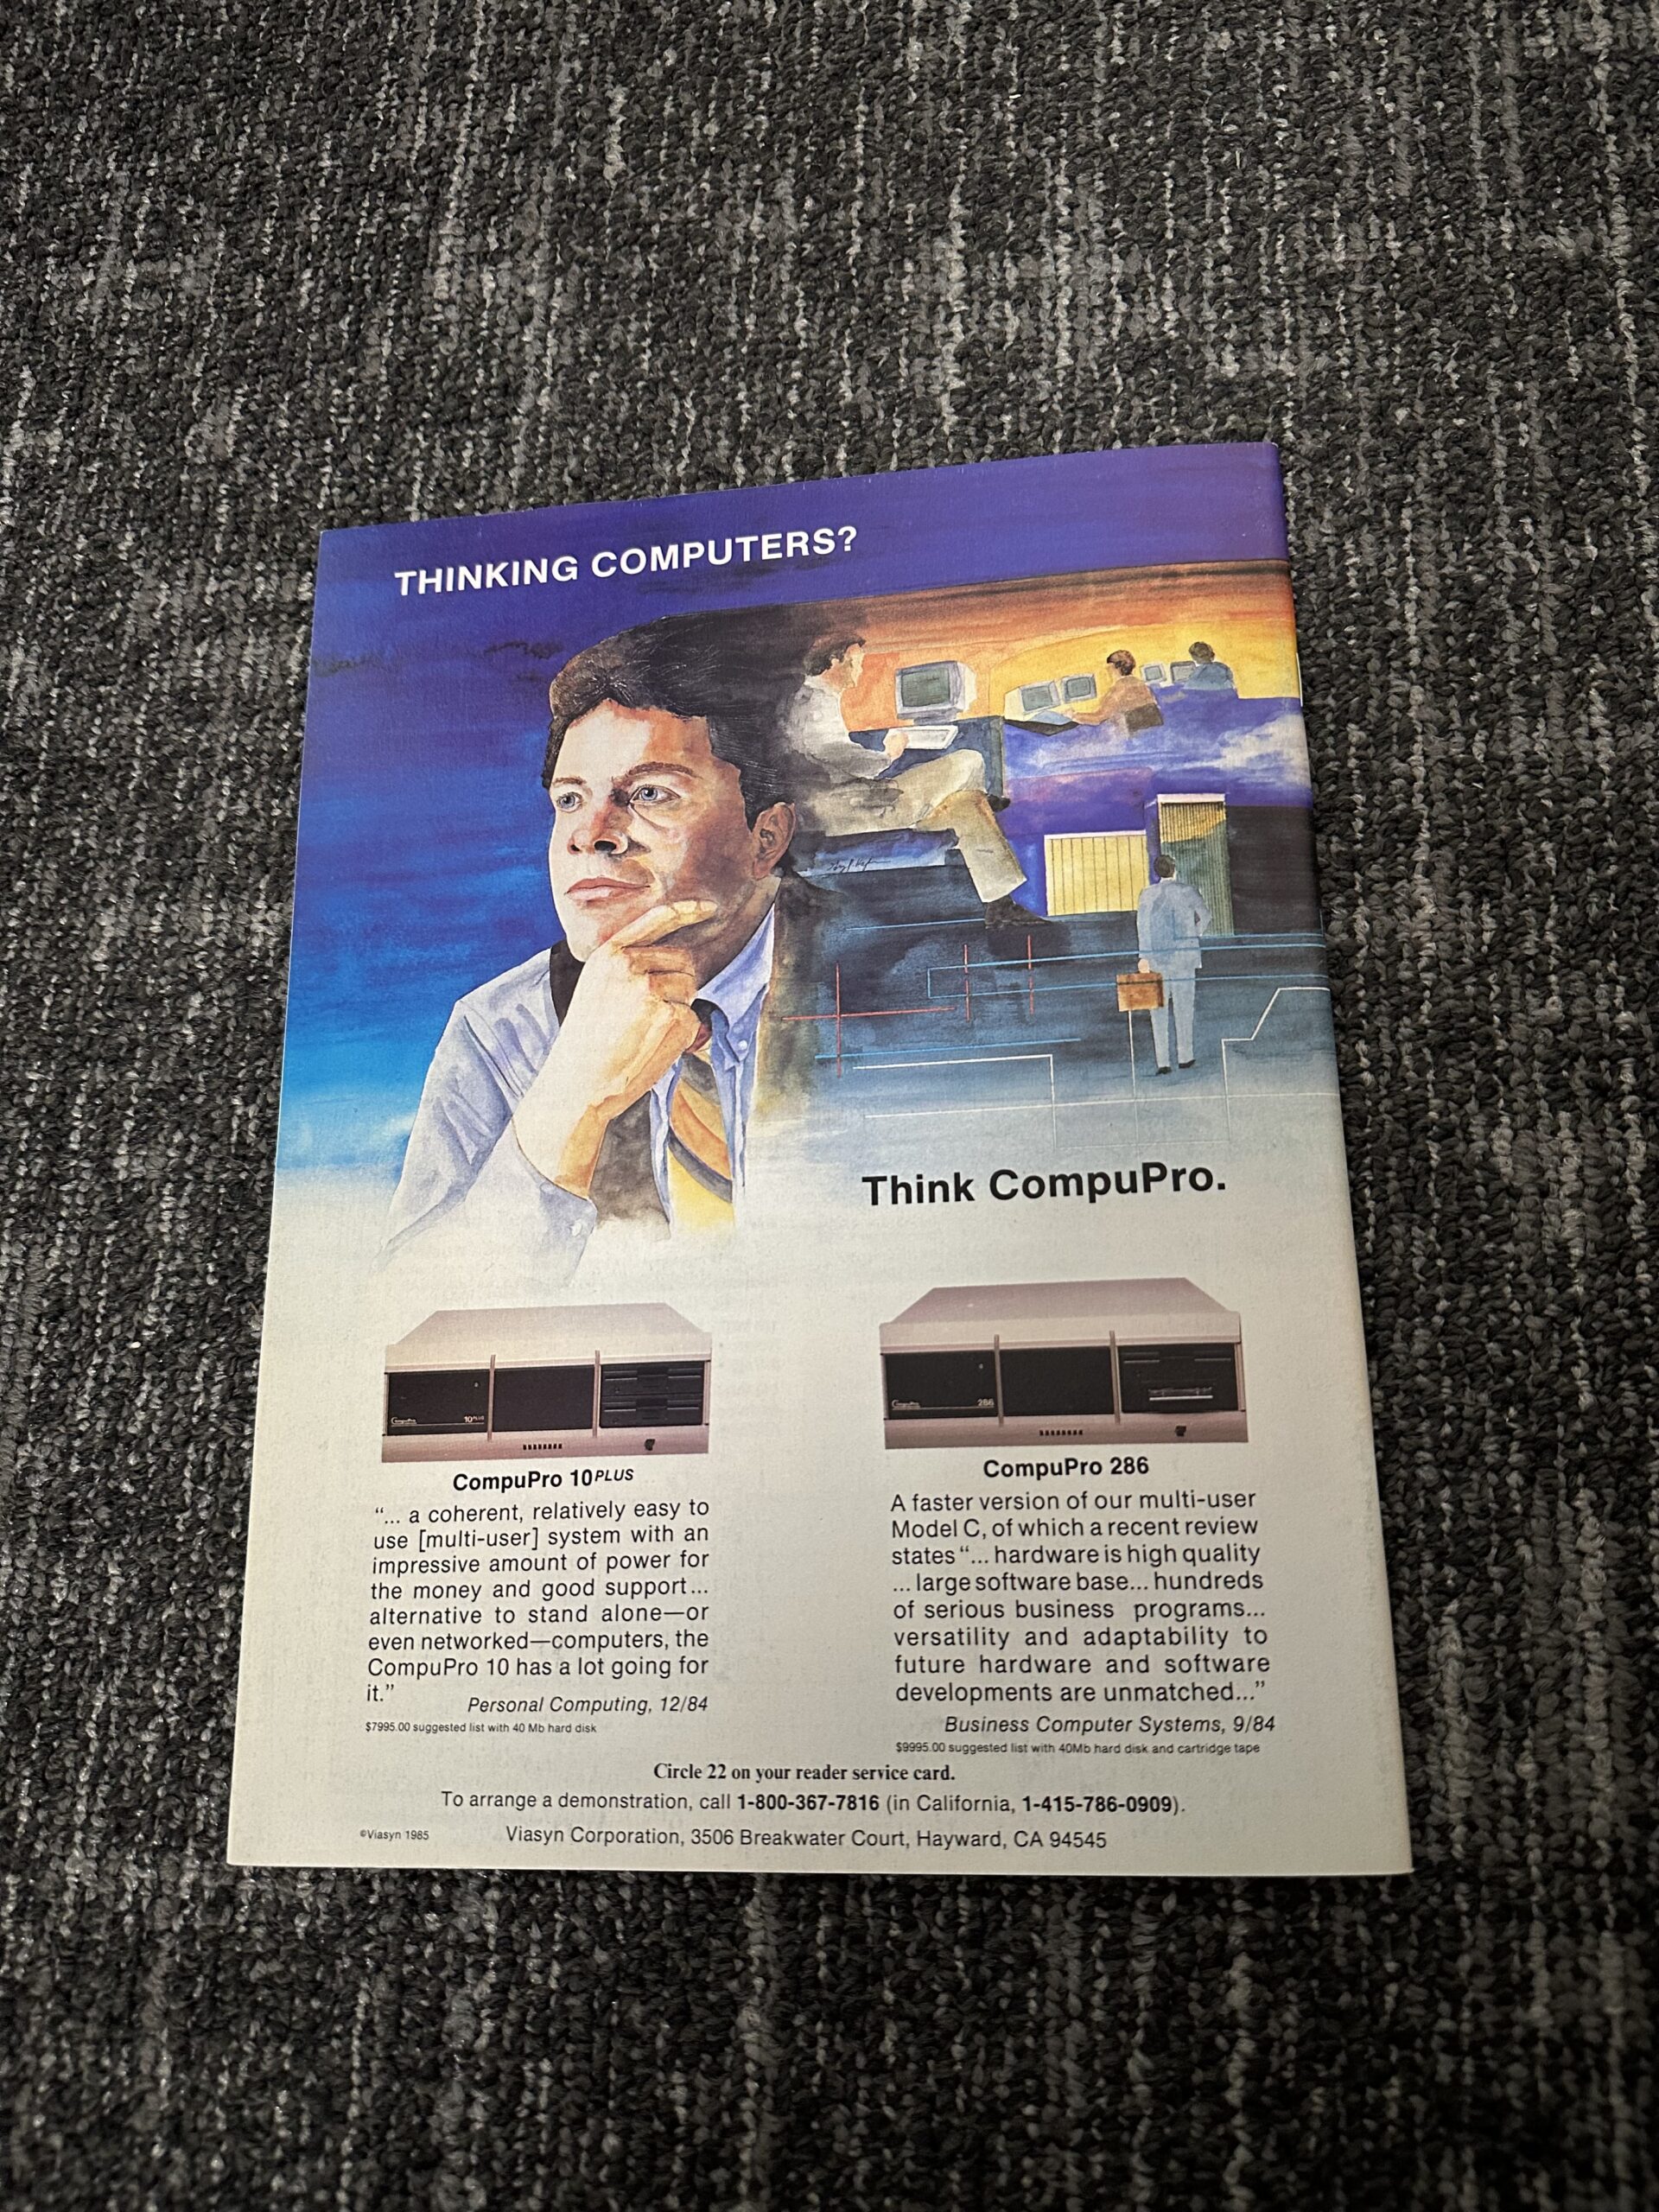 THINKING COMPUTERS?
Think CompuPro.
CompuPro
10PLUS
CompuPro
286
CompuPro 10PLUS
“... a coherent, relatively easy to
use [multi-user] system with an
impressive amount of power for
the money and good support...
alternative to stand alone—or
even networked—computers, the
CompuPro 10 has a lot going for
it.”
Personal Computing, 12/84
$7995.00 suggested list with 40 Mb hard disk
CompuPro 286
A faster version of our multi-user
Model C, of which a recent review
states “... hardware is high quality
... large software base... hundreds
of serious business programs...
versatility and adaptability to
future hardware and software
developments are unmatched...”
Business Computer Systems, 9/84
$9995.00 suggested list with 40Mb hard disk and cartridge tape
Circle 22 on your reader service card.
To arrange a demonstration, call 1-800-367-7816 (in California, 1-415-786-0909).
©Viasyn 1985
Viasyn Corporation, 3506 Breakwater Court, Hayward, CA 94545